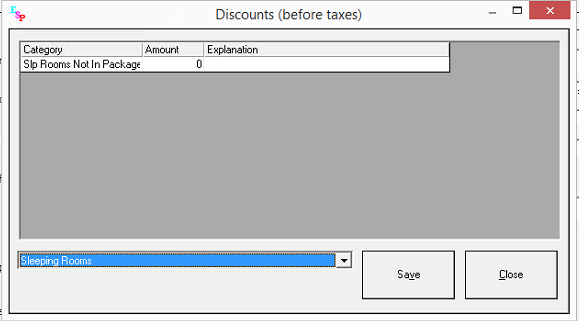 ESP
Discounts (before taxes)
Category Amount Explanation
Slp Rooms Not In Package 0
Sleeping Rooms
Save Close